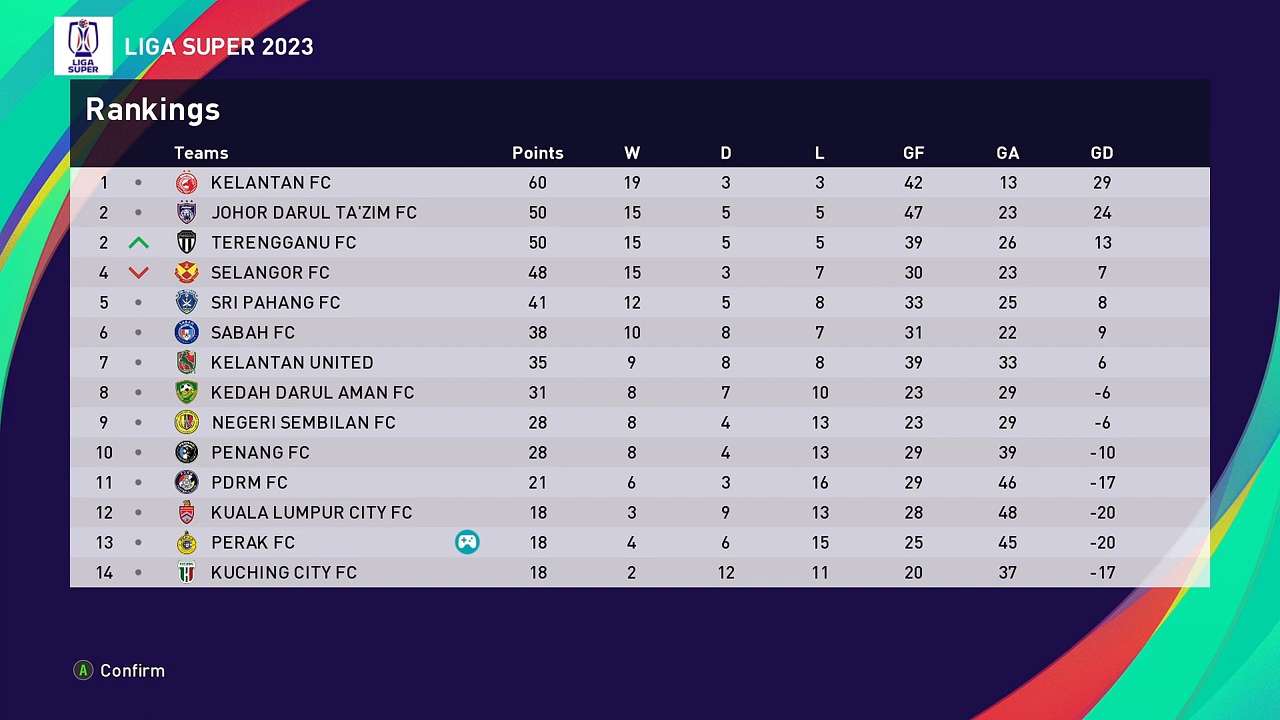 LIGA SUPER
LIGA SUPER 2023
Rankings
Teams Points W D L GF GA GD
1 KELANTAN FC 60 19 3 3 42 13 29
2 JOHOR DARUL TA'ZIM FC 50 15 5 5 47 23 24
2 TERENGGANU FC 50 15 5 5 39 26 13
4 SELANGOR FC 48 15 3 7 30 23 7
5 SRI PAHANG FC 41 12 5 8 33 25 8
6 SABAH FC 38 10 8 7 31 22 9
7 KELANTAN UNITED 35 9 8 8 39 33 6
8 KEDAH DARUL AMAN FC 31 8 7 10 23 29 -6
9 NEGERI SEMBILAN FC 28 8 4 13 23 29 -6
10 PENANG FC 28 8 4 13 29 39 -10
11 PDRM FC 21 6 3 16 29 46 -17
12 KUALA LUMPUR CITY FC 18 3 9 13 28 48 -20
13 PERAK FC 18 4 6 15 25 45 -20
14 KUCHING CITY FC 18 2 12 11 20 37 -17
A Confirm